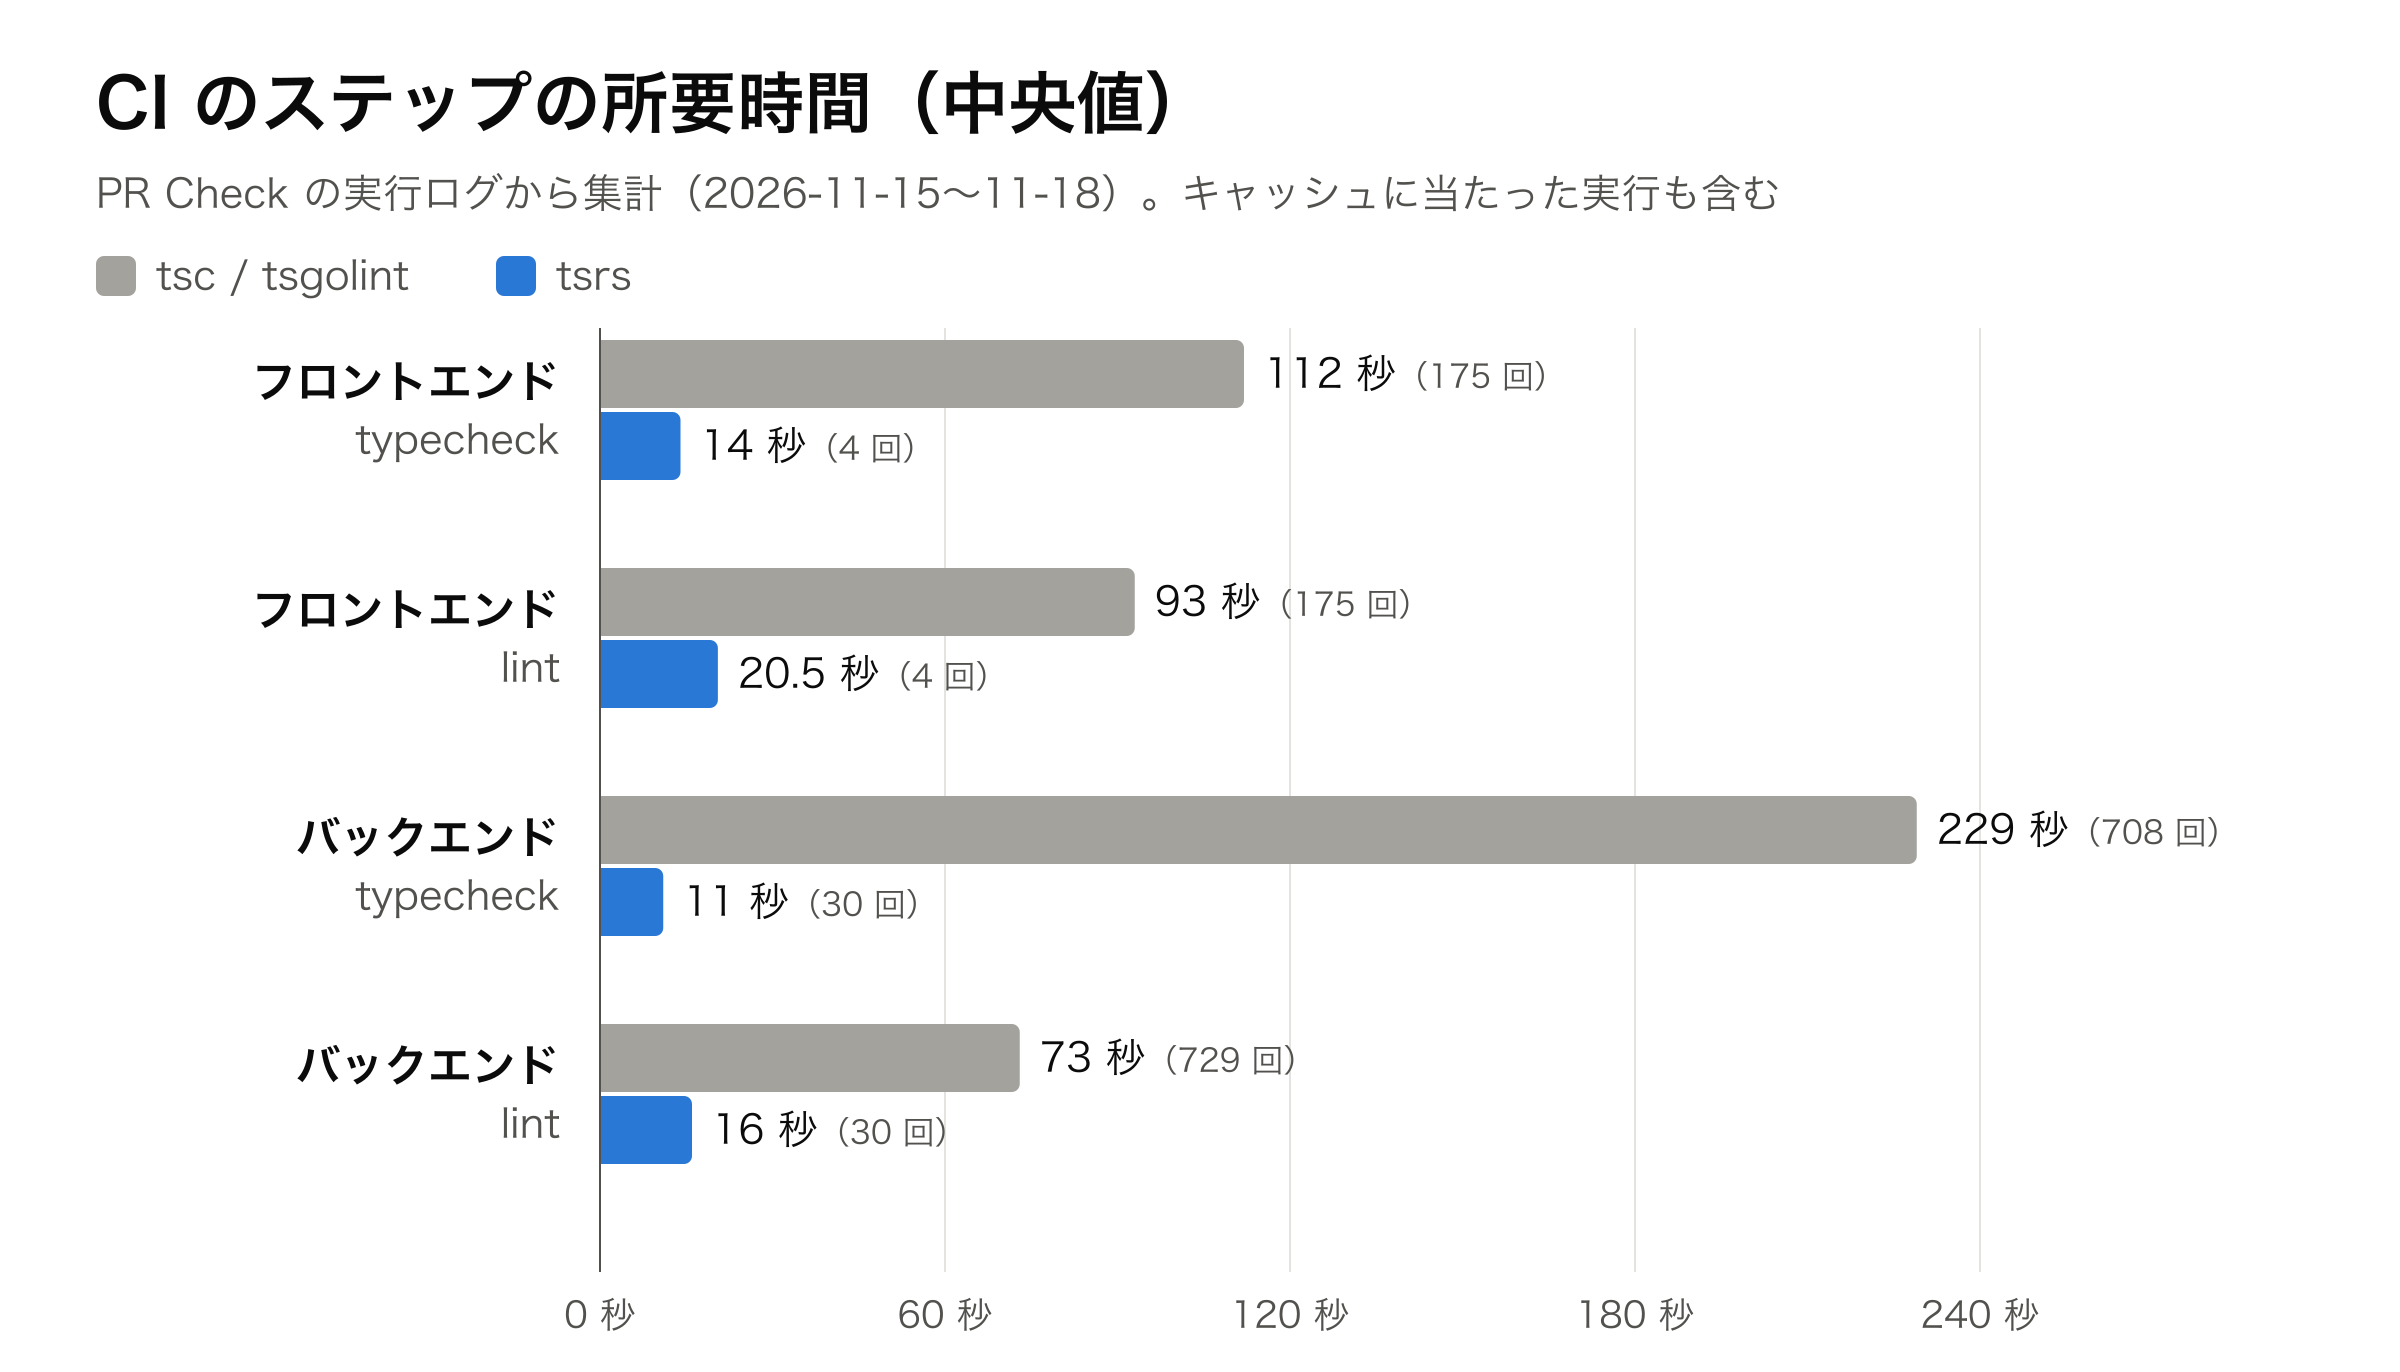 CI のステップの所要時間（中央値）
PR Check の実行ログから集計（2026-11-15〜11-18）。キャッシュに当たった実行も含む
tsc / tsgolint
tsrs
フロントエンド
typecheck
112 秒（175 回）
14 秒（4 回）
フロントエンド
lint
93 秒（175 回）
20.5 秒（4 回）
バックエンド
typecheck
229 秒（708 回）
11 秒（30 回）
バックエンド
lint
73 秒（729 回）
16 秒（30 回）
0 秒
60 秒
120 秒
180 秒
240 秒